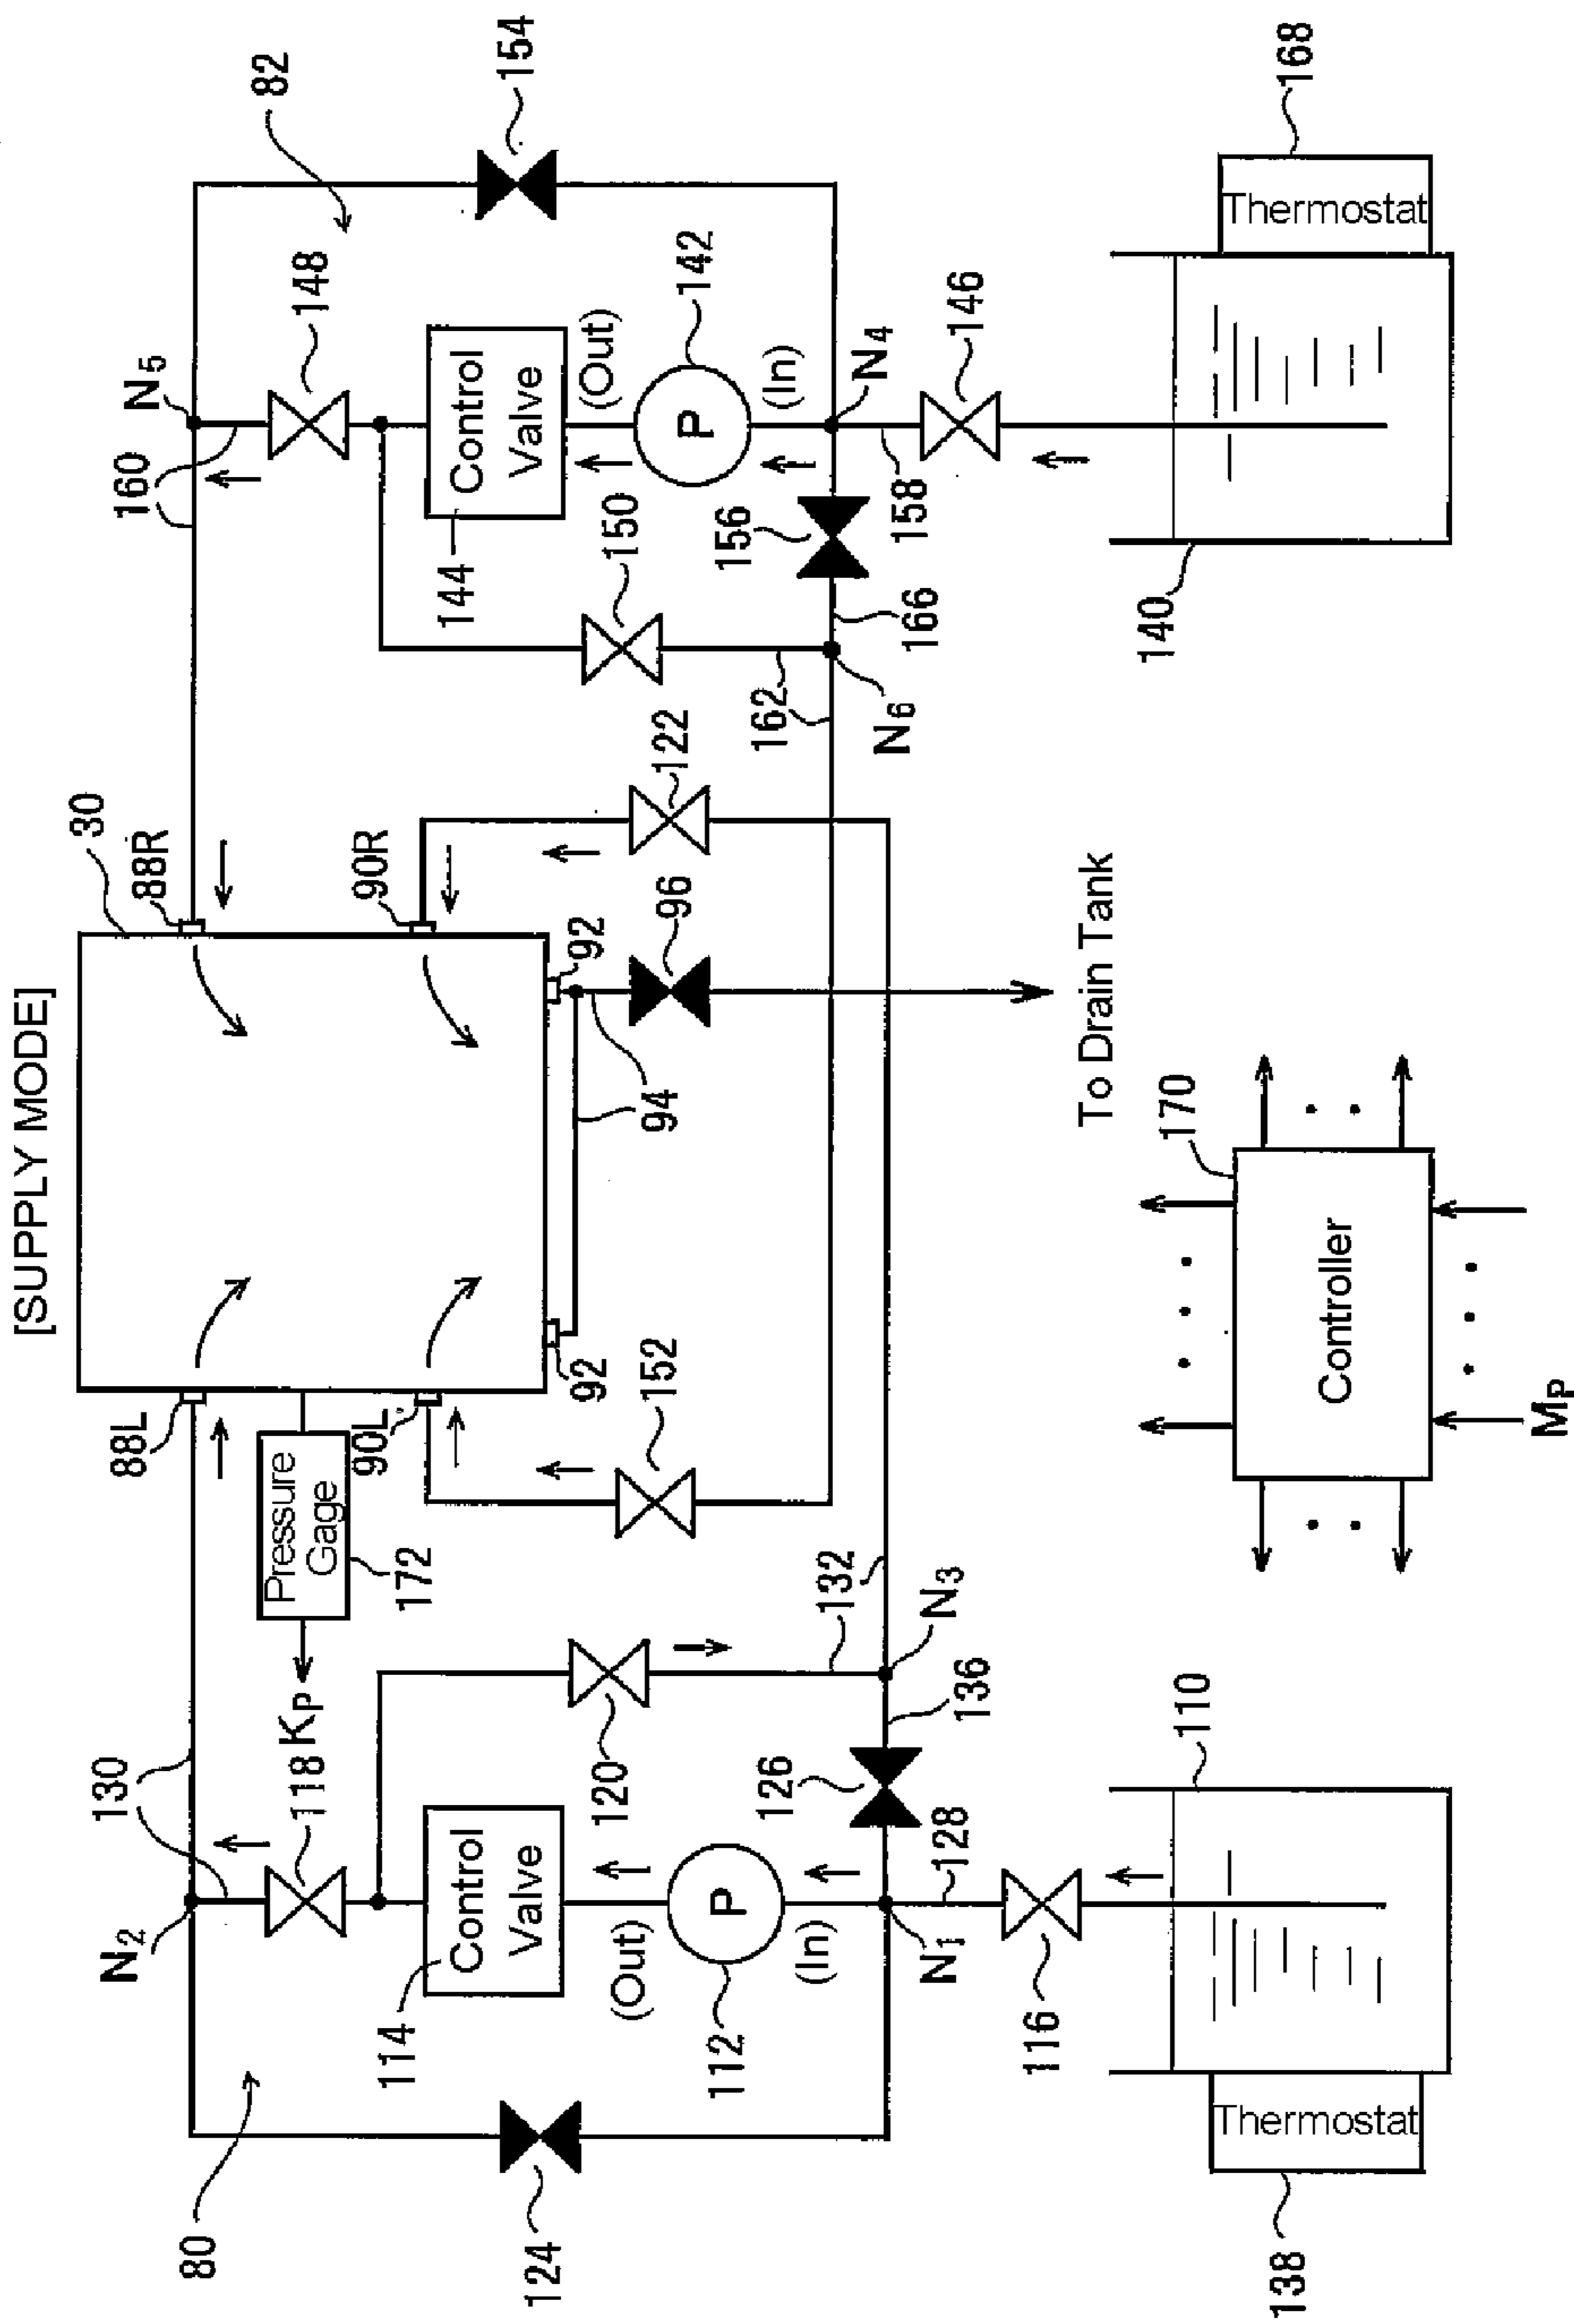 [SUPPLY MODE]
82
154
N5
148
160
142
Control
Valve
(Out)
P
(In)
N4
146
144
150
156
158
166
162
N6
122
168
Thermostat
140
30
88R
90R
92
96
94
To Drain Tank
88L
90L
92
152
Pressure
Gage
172
KP
170
Controller
MP
130
118
N2
120
132
N3
126
136
128
N1
114
Control
Valve
(Out)
P
(In)
112
116
110
80
124
Thermostat
138